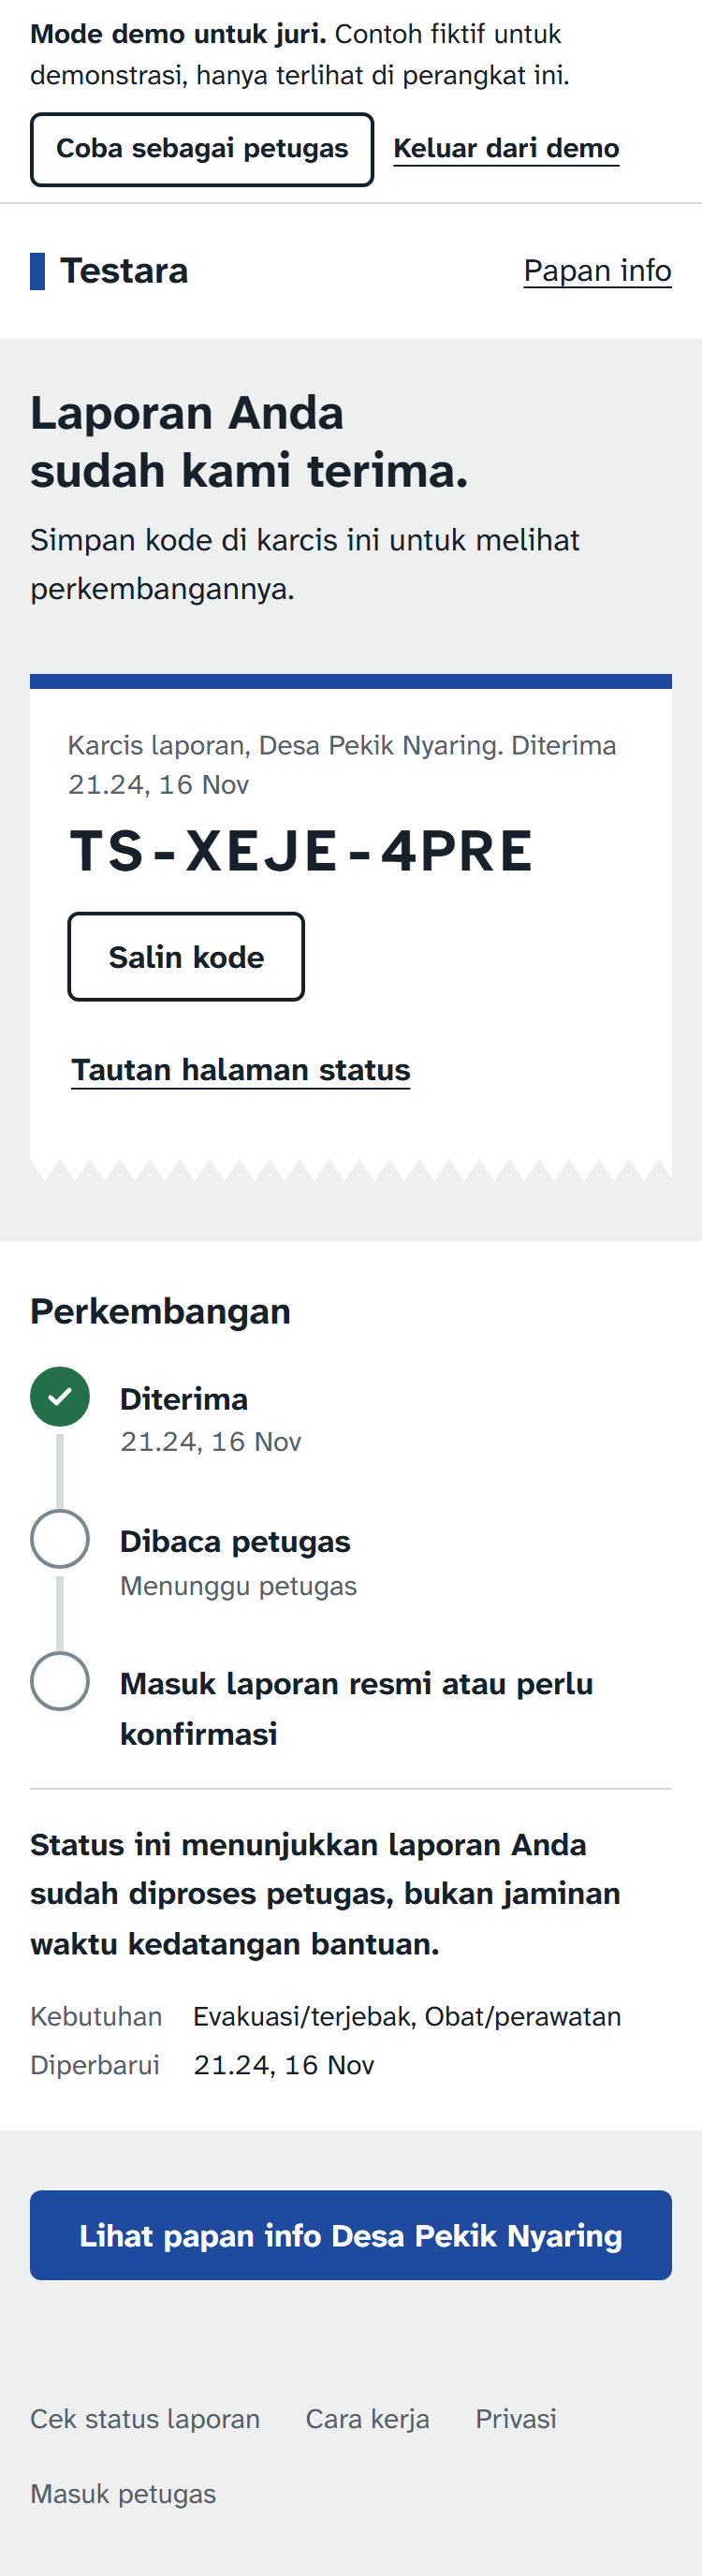 Mode demo untuk juri. Contoh fiktif untuk
demonstrasi, hanya terlihat di perangkat ini.
Coba sebagai petugas
Keluar dari demo
Testara
Papan info
Laporan Anda
sudah kami terima.
Simpan kode di karcis ini untuk melihat
perkembangannya.
Karcis laporan, Desa Pekik Nyaring. Diterima
21.24, 16 Nov
TS-XEJE-4PRE
Salin kode
Tautan halaman status
Perkembangan
Diterima
21.24, 16 Nov
Dibaca petugas
Menunggu petugas
Masuk laporan resmi atau perlu
konfirmasi
Status ini menunjukkan laporan Anda
sudah diproses petugas, bukan jaminan
waktu kedatangan bantuan.
Kebutuhan Evakuasi/terjebak, Obat/perawatan
Diperbarui 21.24, 16 Nov
Lihat papan info Desa Pekik Nyaring
Cek status laporan Cara kerja Privasi
Masuk petugas